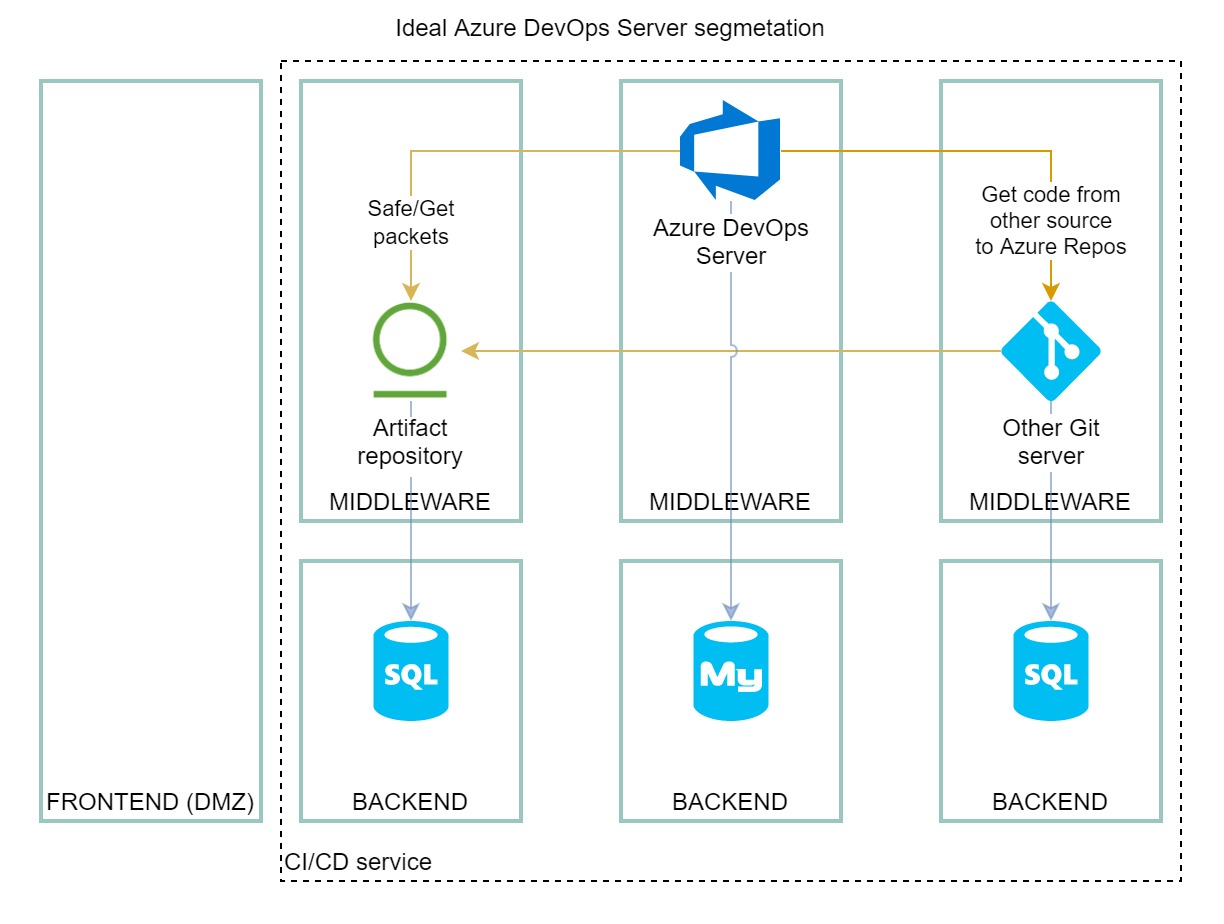 Ideal Azure DevOps Server segmetation
Safe/Get
packets
Azure DevOps
Server
Get code from
other source
to Azure Repos
Artifact
repository
Other Git
server
MIDDLEWARE
MIDDLEWARE
MIDDLEWARE
SQL
My
SQL
FRONTEND (DMZ)
BACKEND
BACKEND
BACKEND
CI/CD service